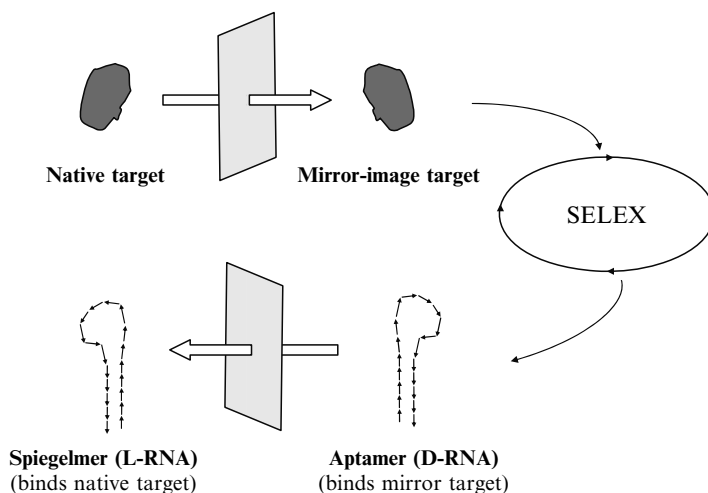 Native target
Mirror-image target
SELEX
Spiegelmer (L-RNA)
(binds native target)
Aptamer (D-RNA)
(binds mirror target)